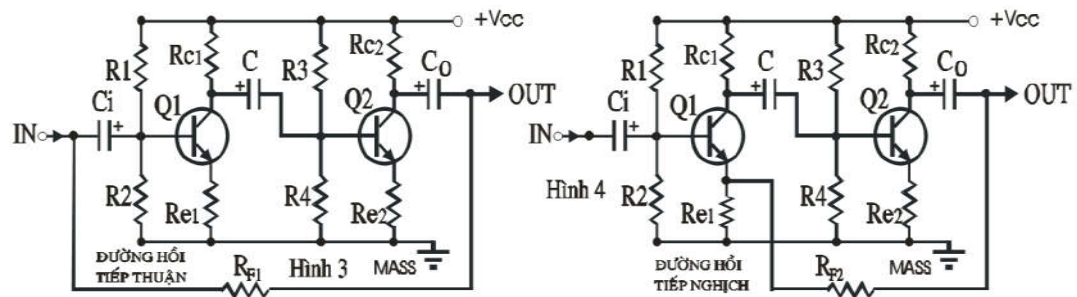 +Vcc
Rc1
Rc2
R1
C
R3
Co
Ci
Q1
Q2
OUT
IN
R2
R4
Re1
Re2
ĐƯỜNG HỒI
TIẾP THUẬN
RF1
Hình 3
MASS
+Vcc
Rc1
Rc2
R1
C
R3
Co
Ci
Q1
Q2
OUT
IN
Hình 4
R2
R4
Re1
Re2
ĐƯỜNG HỒI
TIẾP NGHỊCH
RF2
MASS